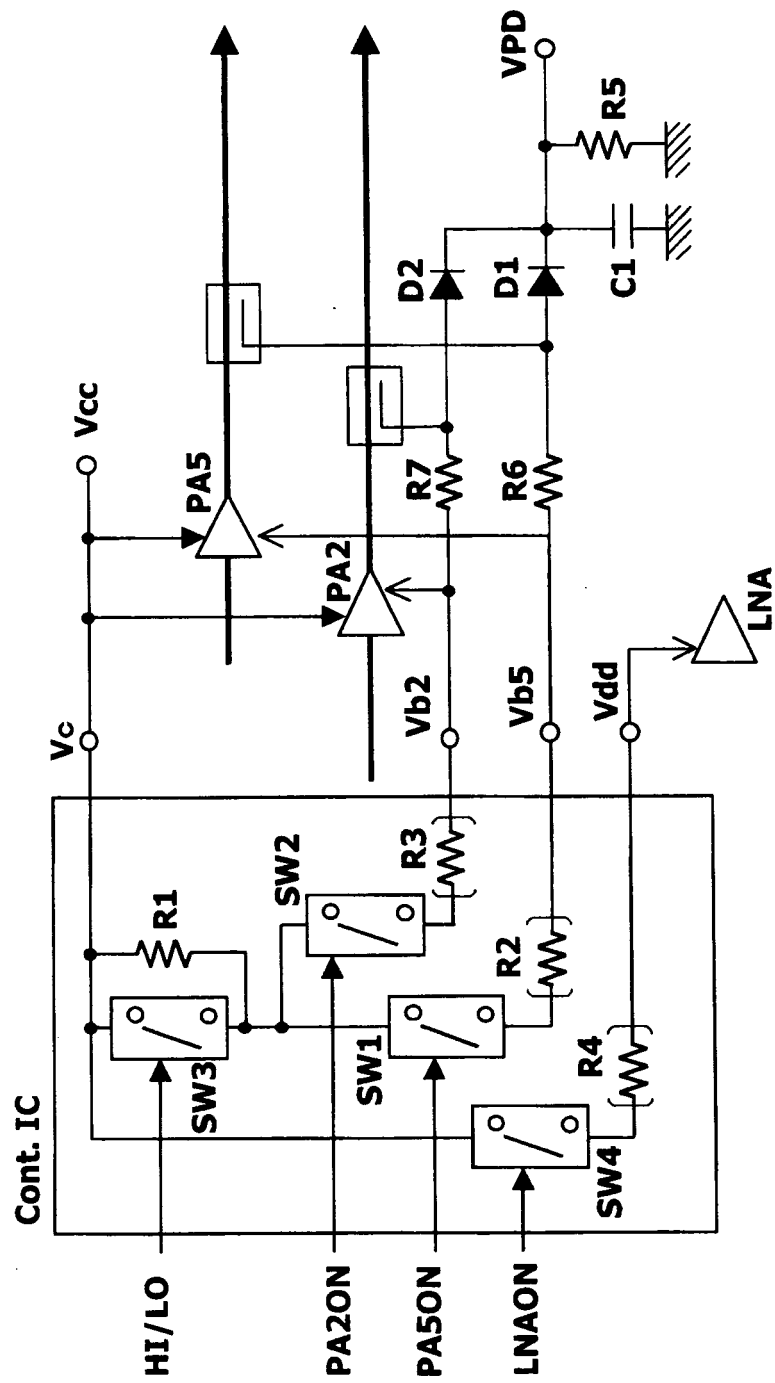 Cont. IC
HI/LO
PA2ON
PA5ON
LNAON
SW3
R1
SW2
SW1
SW4
R3
R2
R4
Vc
Vb2
Vb5
Vdd
Vcc
PA5
PA2
LNA
R7
R6
D2
D1
C1
R5
VPD